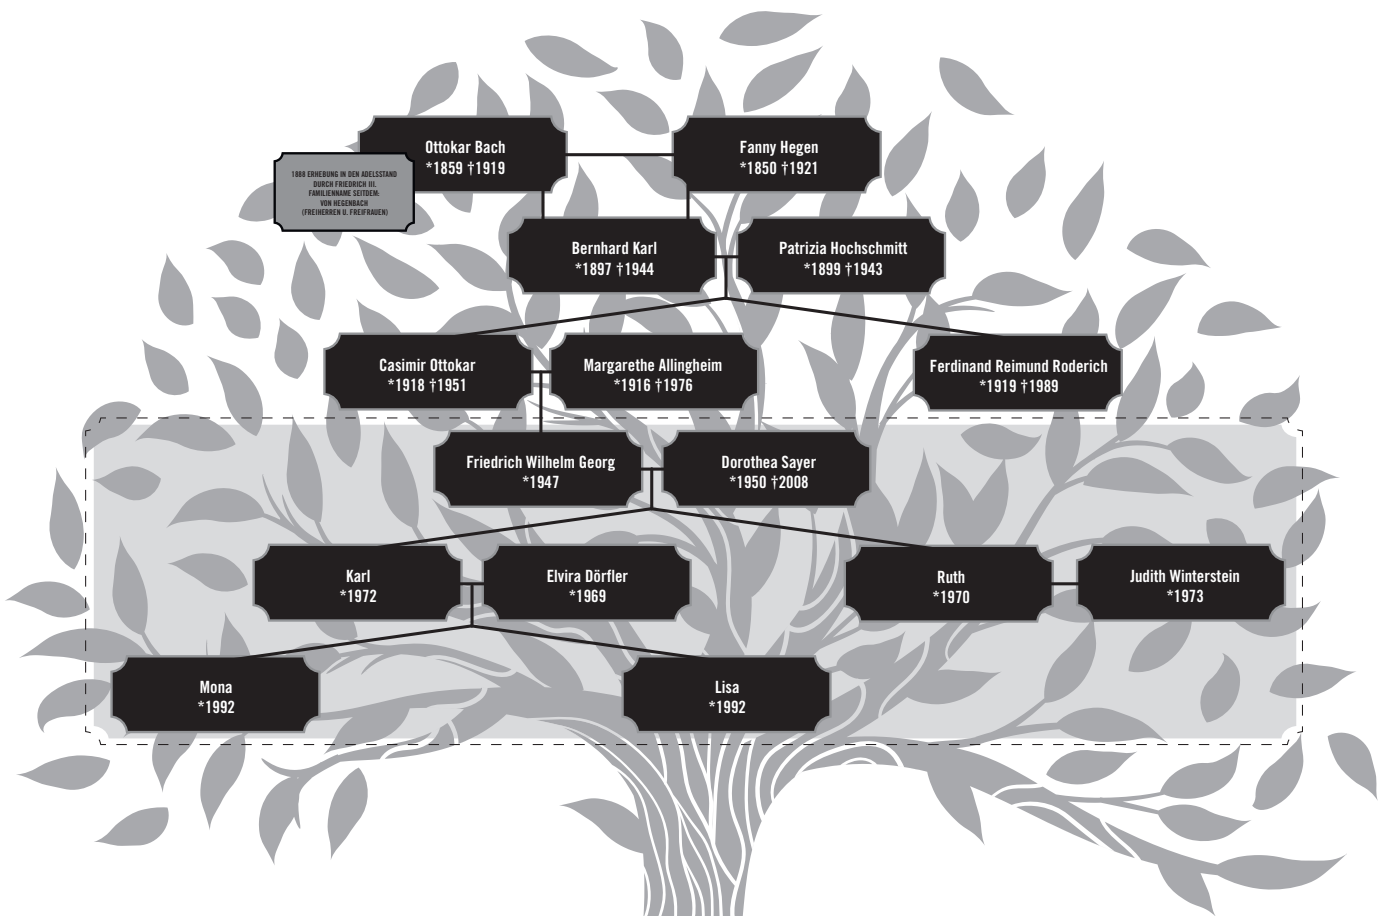 Ottokar Bach
*1859 †1919
Fanny Hegen
*1850 †1921
1888 ERHEBUNG IN DEN ADELSSTAND
DURCH FRIEDRICH III.
FAMILIENNAME SEITDEM:
VON HEGENBACH
(FREIHERREN U. FREIFRAUEN)
Bernhard Karl
*1897 †1944
Patrizia Hochschmitt
*1899 †1943
Casimir Ottokar
*1918 †1951
Margarethe Allingheim
*1916 †1976
Ferdinand Reimund Roderich
*1919 †1989
Friedrich Wilhelm Georg
*1947
Dorothea Sayer
*1950 †2008
Karl
*1972
Elvira Dörfler
*1969
Ruth
*1970
Judith Winterstein
*1973
Mona
*1992
Lisa
*1992